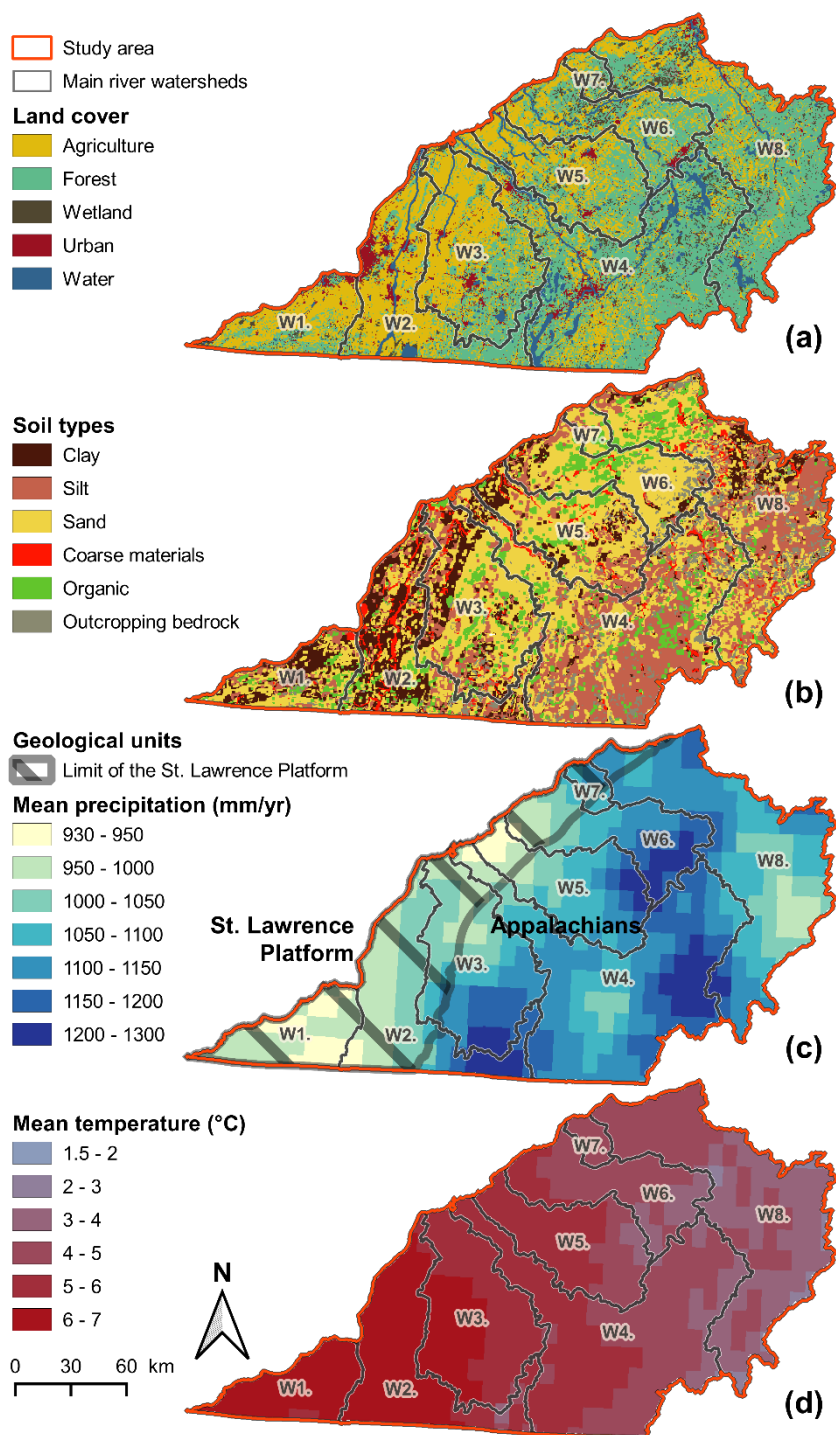 Study area
Main river watersheds
Land cover
Agriculture
Forest
Wetland
Urban
Water
W7.
W6.
W8.
W5.
W3.
W4.
W1.
W2.
(a)
Soil types
Clay
Silt
Sand
Coarse materials
Organic
Outcropping bedrock
W7.
W6.
W8.
W5.
W3.
W4.
W1.
W2.
(b)
Geological units
Limit of the St. Lawrence Platform
Mean precipitation (mm/yr)
930 - 950
950 - 1000
1000 - 1050
1050 - 1100
1100 - 1150
1150 - 1200
1200 - 1300
W7.
W6.
W8.
W5.
St. Lawrence
Platform
Appalachians
W3.
W4.
W1.
W2.
(c)
Mean temperature (°C)
1.5 - 2
2 - 3
3 - 4
4 - 5
5 - 6
6 - 7
N
0 30 60 km
W7.
W6.
W8.
W5.
W3.
W4.
W1.
W2.
(d)